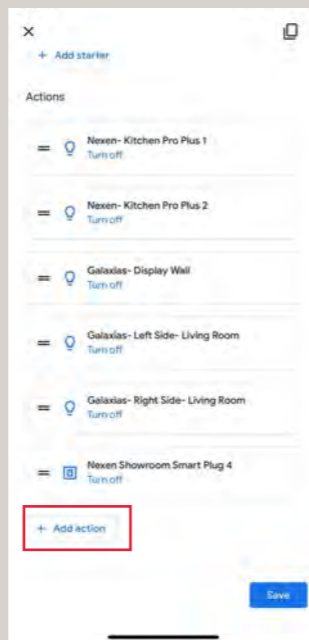 + Add starter
Actions
Nexen- Kitchen Pro Plus 1
Turn off
Nexen- Kitchen Pro Plus 2
Turn off
Galaxias- Display Wall
Turn off
Galaxias- Left Side- Living Room
Turn off
Galaxias- Right Side- Living Room
Turn off
Nexen Showroom Smart Plug 4
Turn off
+ Add action
Save